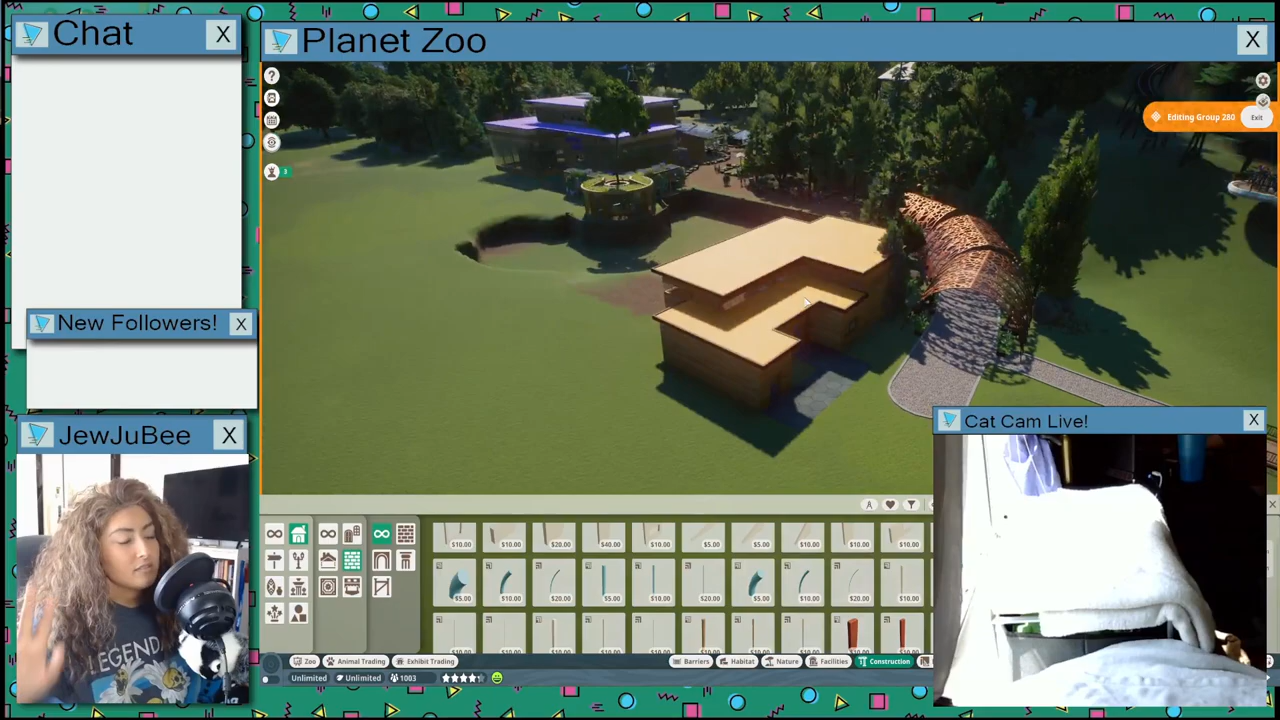 Chat
X
Planet Zoo
X
Editing Group 280
Exit
3
New Followers!
X
JewJuBee
X
LEGEND
Cat Cam Live!
X
A
$10.00 $10.00 $20.00 $40.00 $10.00 $5.00 $5.00 $10.00 $10.00 $10.00
$5.00 $10.00 $20.00 $5.00 $10.00 $20.00 $5.00 $10.00 $20.00 $10.00
Zoo
Animal Trading
Exhibit Trading
Barriers
Habitat
Nature
Facilities
Construction
Unlimited
Unlimited
1003